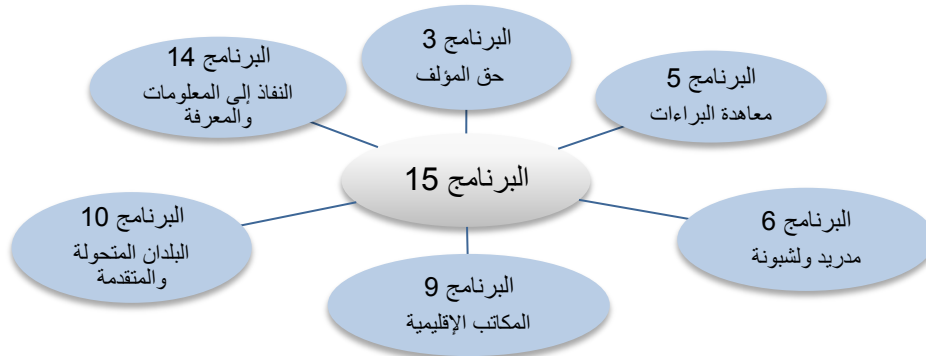 البرنامج 3
حق المؤلف
البرنامج 5
معاهدة البراءات
البرنامج 14
النفاذ إلى المعلومات
والمعرفة
البرنامج 15
البرنامج 6
مدريد ولشبونة
البرنامج 10
البلدان المتحولة
والمتقدمة
البرنامج 9
المكاتب الإقليمية